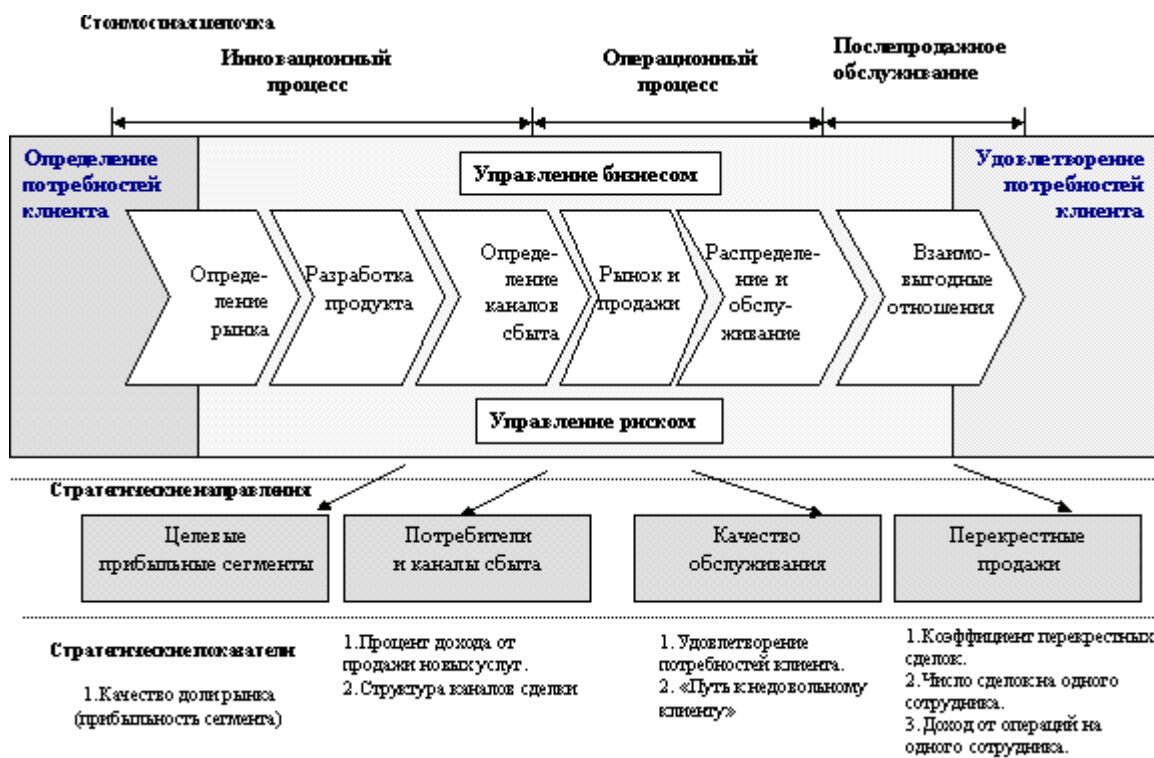 Стоимостная цепочка
Инновационный
процесс
Операционный
процесс
Послепродажное
обслуживание
Определение
потребностей
клиента
Управление бизнесом
Удовлетворение
потребностей
клиента
Опреде-
ление
рынка
Разработка
продукта
Опреде-
ление
каналов
сбыта
Рынок и
продажи
Распределе-
ние и
обслу-
живание
Взаимо-
выгодные
отношения
Управление риском
Стратегические направления
Целевые
прибыльные сегменты
Потребители
и каналы сбыта
Качество
обслуживания
Перекрестные
продажи
Стратегические показатели
1.Качество доли рынка
(прибыльность сегмента)
1.Процент дохода от
продажи новых услуг.
2.Структура каналов сделки
1.Удовлетворение
потребностей клиента.
2. «Путь к недовольному
клиенту»
1.Коэффициент перекрестных
сделок.
2.Число сделок на одного
сотрудника.
3.Доход от операций на
одного сотрудника.